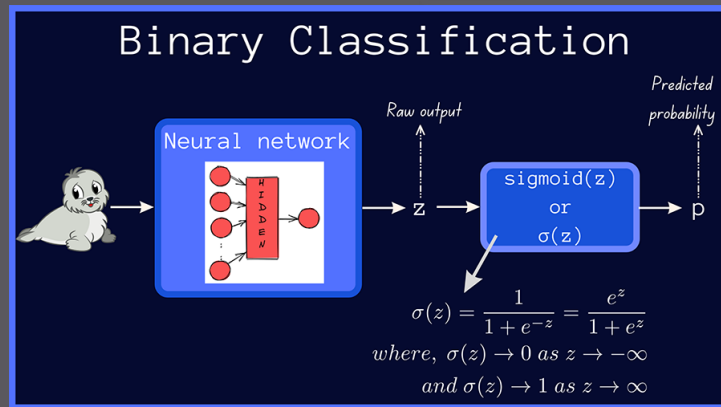 Binary Classification
Predicted
probability
Raw output
Neural network
HIDDEN
z
sigmoid(z)
or
σ(z)
p
σ(z) = 1 / (1 + e^{-z}) = e^z / (1 + e^z)
where, σ(z) → 0 as z → −∞
and σ(z) → 1 as z → ∞